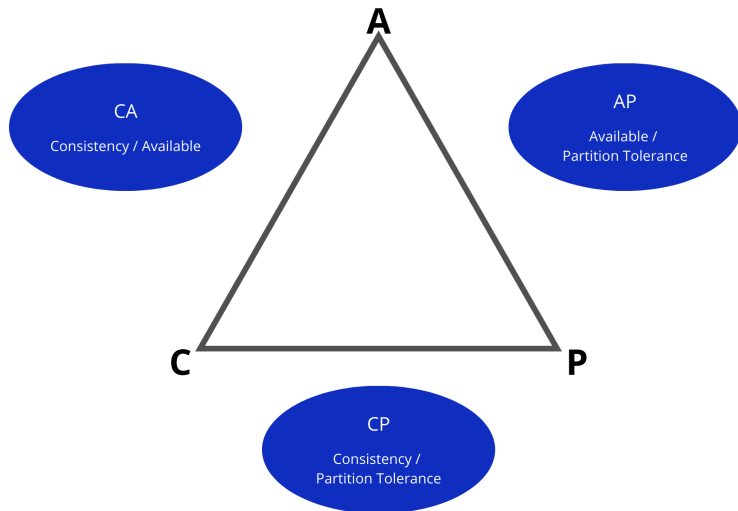 A
CA
Consistency / Available
AP
Available /
Partition Tolerance
C
P
CP
Consistency /
Partition Tolerance